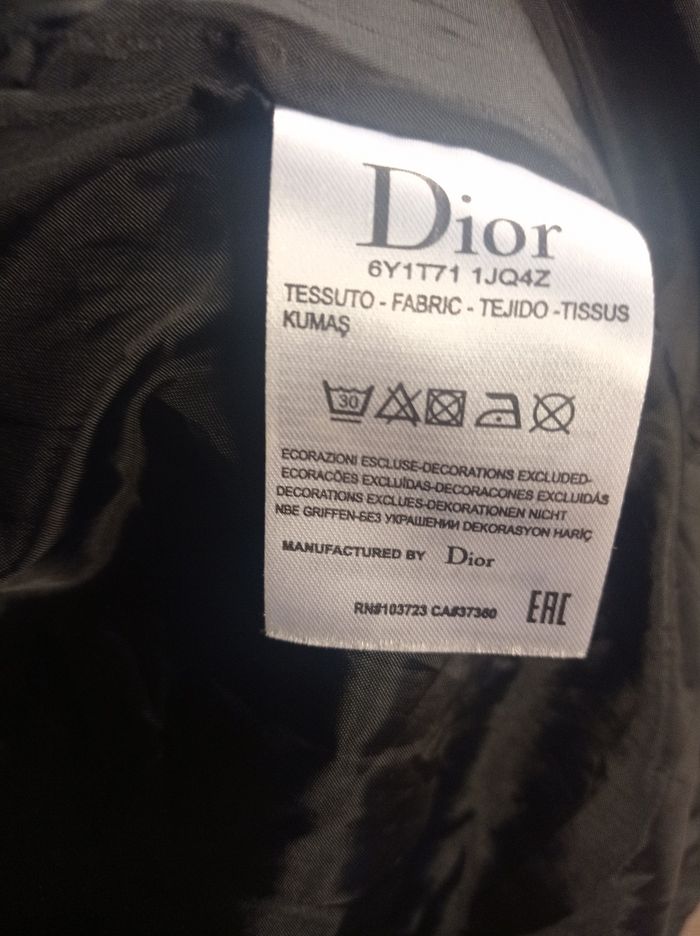 Dior
6Y1T71 1JQ4Z
TESSUTO - FABRIC - TEJIDO -TISSUS
KUMAŞ
30
ECORAZIONI ESCLUSE-DECORATIONS EXCLUDED-
ECORACÕES EXCLUÍDAS-DECORACONES EXCLUIDÁS
DECORATIONS EXCLUES-DEKORATIONEN NICHT
NBE GRIFFEN-БЕЗ УКРАШЕНИИ DEKORASYON HARİÇ
MANUFACTURED BY Dior
RN#103723 CA#37360 EAC